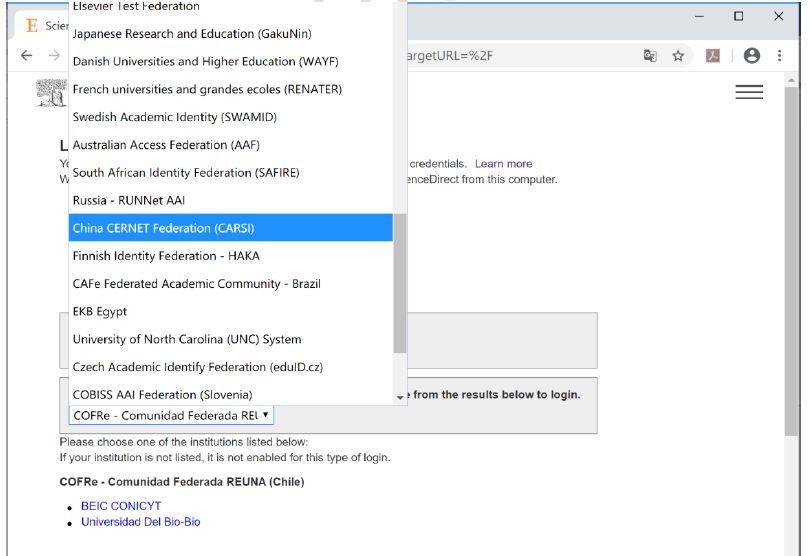 Elsevier Test Federation
Scien
Japanese Research and Education (GakuNin)
Danish Universities and Higher Education (WAYF)
argetURL=%2F
French universities and grandes ecoles (RENATER)
Swedish Academic Identity (SWAMID)
Australian Access Federation (AAF)
credentials. Learn more
South African Identity Federation (SAFIRE)
enceDirect from this computer.
Russia - RUNNet AAI
China CERNET Federation (CARSI)
Finnish Identity Federation - HAKA
CAFe Federated Academic Community - Brazil
EKB Egypt
University of North Carolina (UNC) System
Czech Academic Identify Federation (eduID.cz)
COBISS AAI Federation (Slovenia)
e from the results below to login.
COFRe - Comunidad Federada REU
Please choose one of the institutions listed below:
If your institution is not listed, it is not enabled for this type of login.
COFRe - Comunidad Federada REUNA (Chile)
BEIC CONICYT
Universidad Del Bio-Bio